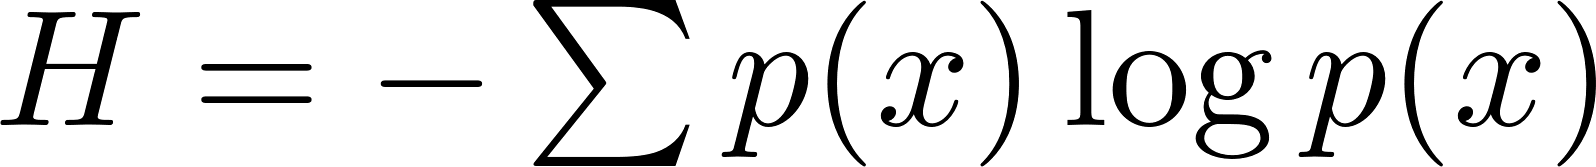 H = − ∑ p(x) log p(x)